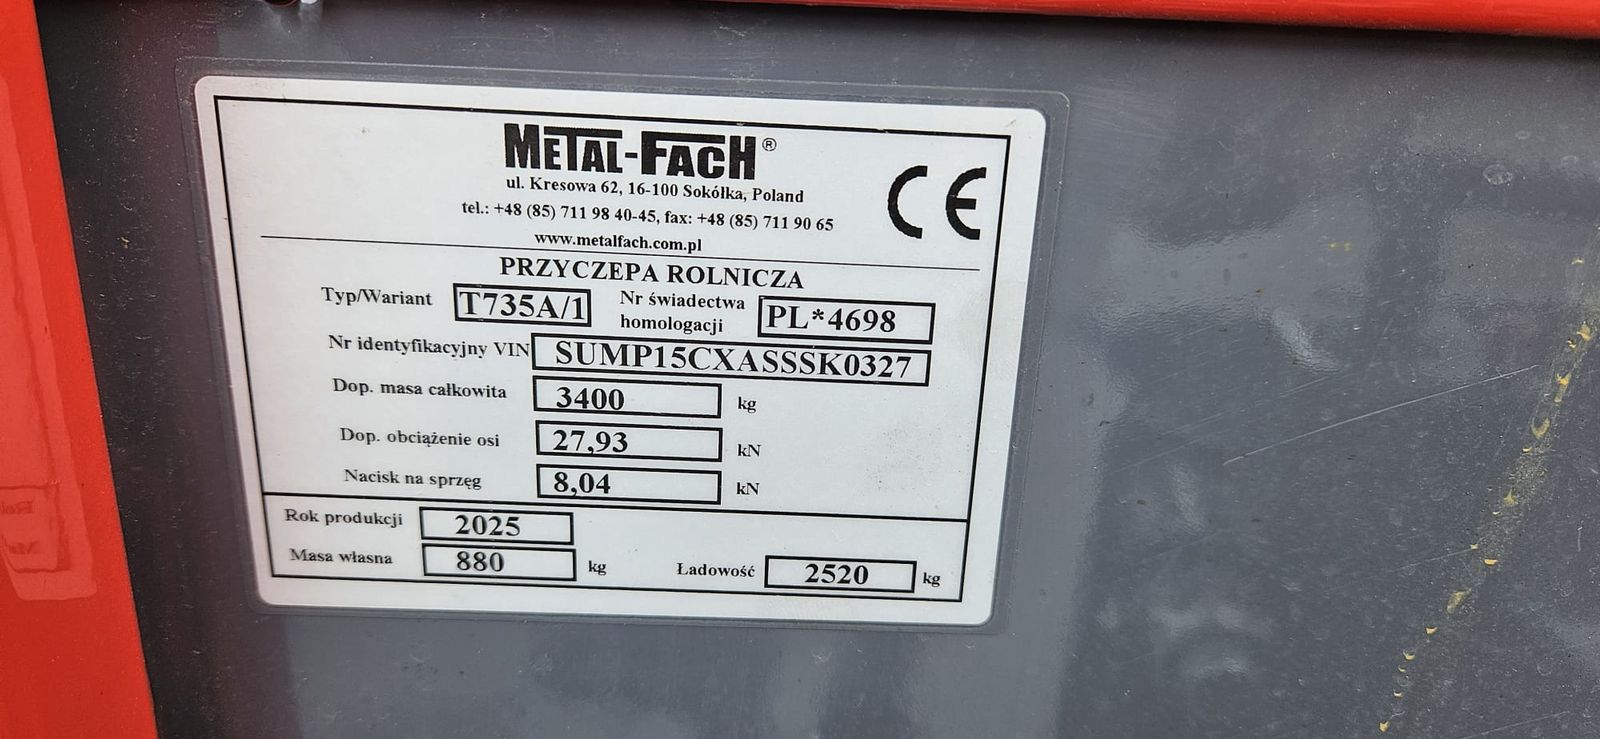 METAL-FACH®
ul. Kresowa 62, 16-100 Sokółka, Poland
tel.: +48 (85) 711 98 40-45, fax: +48 (85) 711 90 65
www.metalfach.com.pl
CE
PRZYCZEPA ROLNICZA
Typ/Wariant T735A/1 Nr świadectwa homologacji PL*4698
Nr identyfikacyjny VIN SUMP15CXASSSK0327
Dop. masa całkowita 3400 kg
Dop. obciążenie osi 27,93 kN
Nacisk na sprzęg 8,04 kN
Rok produkcji 2025
Masa własna 880 kg Ładowość 2520 kg